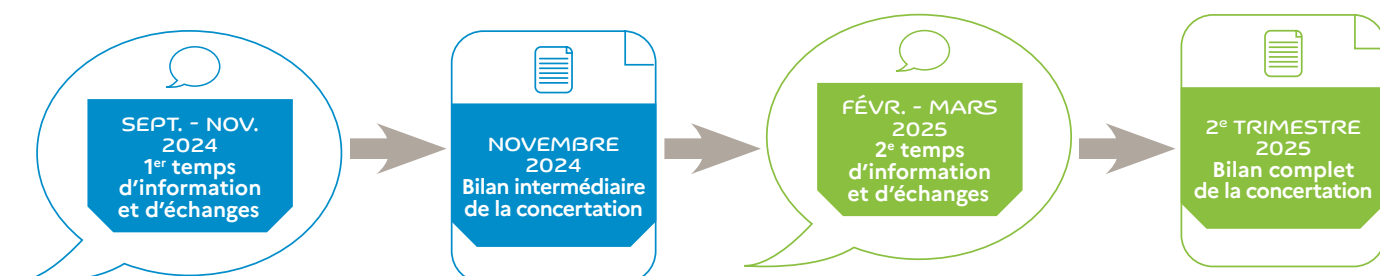 SEPT. - NOV.
2024
1er temps
d'information
et d'échanges
NOVEMBRE
2024
Bilan intermédiaire
de la concertation
FÉVR. - MARS
2025
2e temps
d'information
et d'échanges
2e TRIMESTRE
2025
Bilan complet
de la concertation